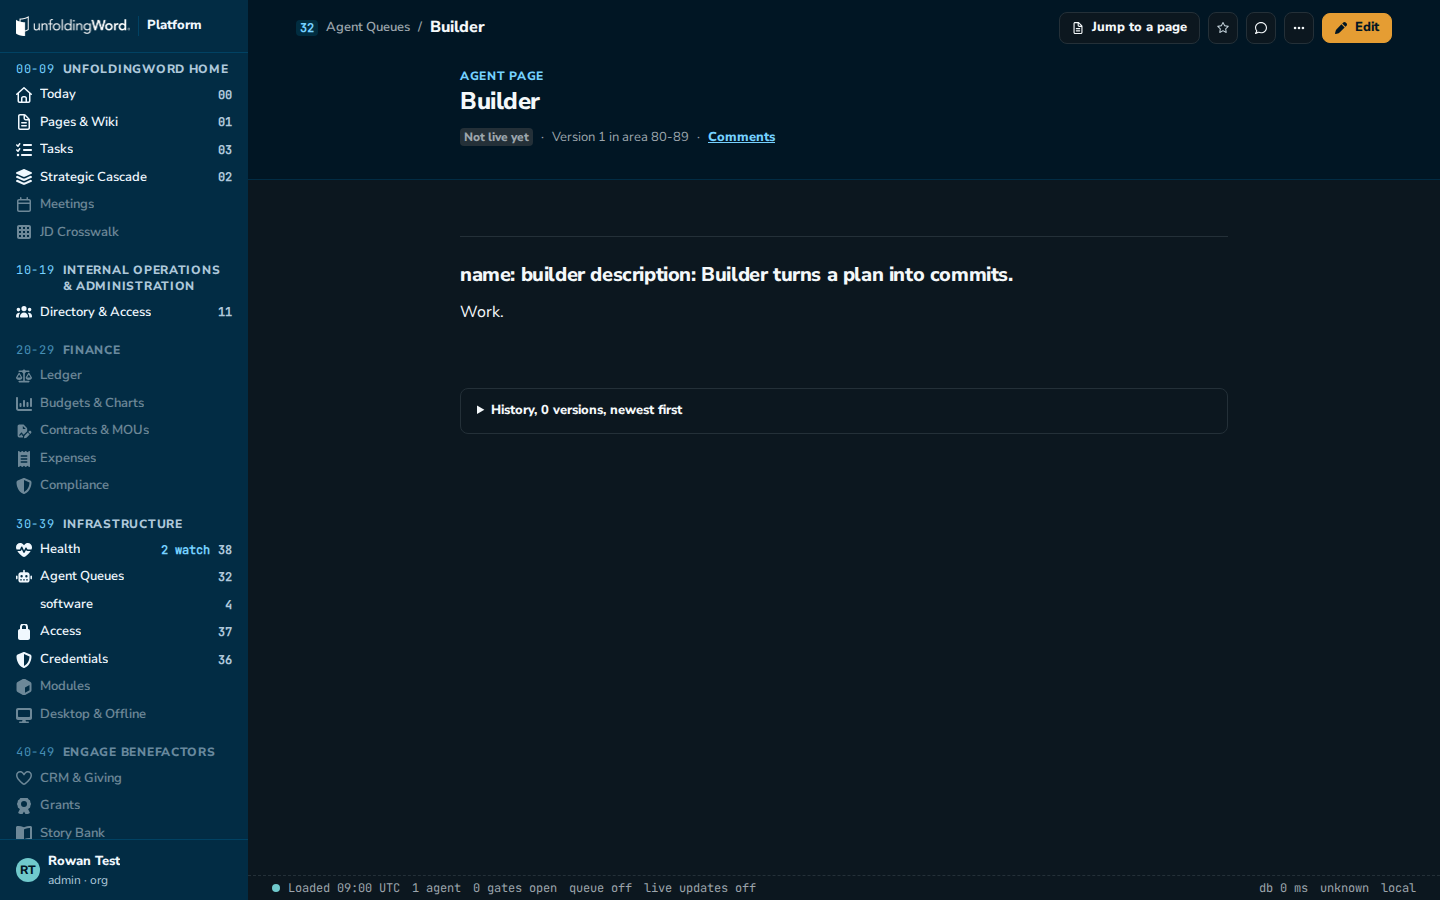 unfoldingWord Platform
00-09 UNFOLDINGWORD HOME
Today 00
Pages & Wiki 01
Tasks 03
Strategic Cascade 02
Meetings
JD Crosswalk
10-19 INTERNAL OPERATIONS
& ADMINISTRATION
Directory & Access 11
20-29 FINANCE
Ledger
Budgets & Charts
Contracts & MOUs
Expenses
Compliance
30-39 INFRASTRUCTURE
Health 2 watch 38
Agent Queues 32
software 4
Access 37
Credentials 36
Modules
Desktop & Offline
40-49 ENGAGE BENEFACTORS
CRM & Giving
Grants
Story Bank
RT Rowan Test
admin · org
32 Agent Queues / Builder
Jump to a page
Edit
AGENT PAGE
Builder
Not live yet · Version 1 in area 80-89 · Comments
name: builder description: Builder turns a plan into commits.
Work.
History, 0 versions, newest first
Loaded 09:00 UTC 1 agent 0 gates open queue off live updates off
db 0 ms unknown local